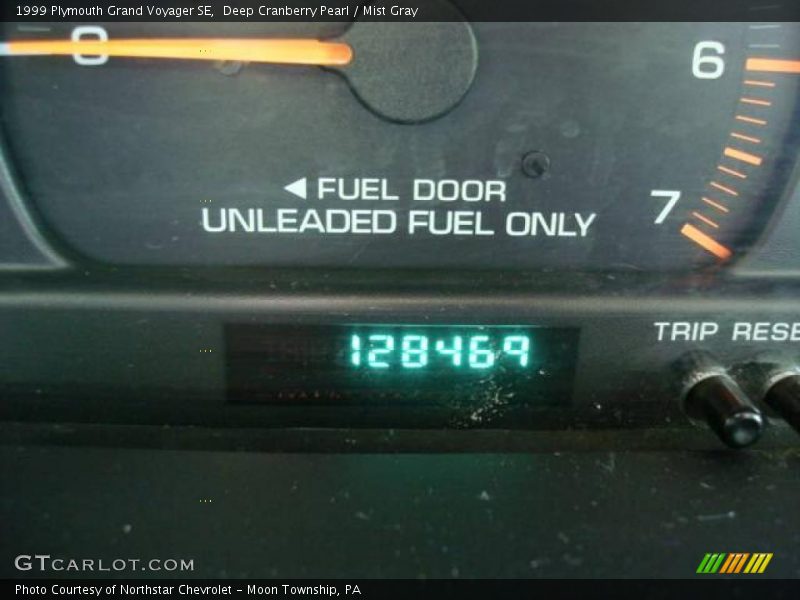 1999 Plymouth Grand Voyager SE,  Deep Cranberry Pearl / Mist Gray
0
6
◄ FUEL DOOR
7
UNLEADED FUEL ONLY
TRIP RESE
128469
GTCARLOT.COM
Photo Courtesy of Northstar Chevrolet - Moon Township, PA